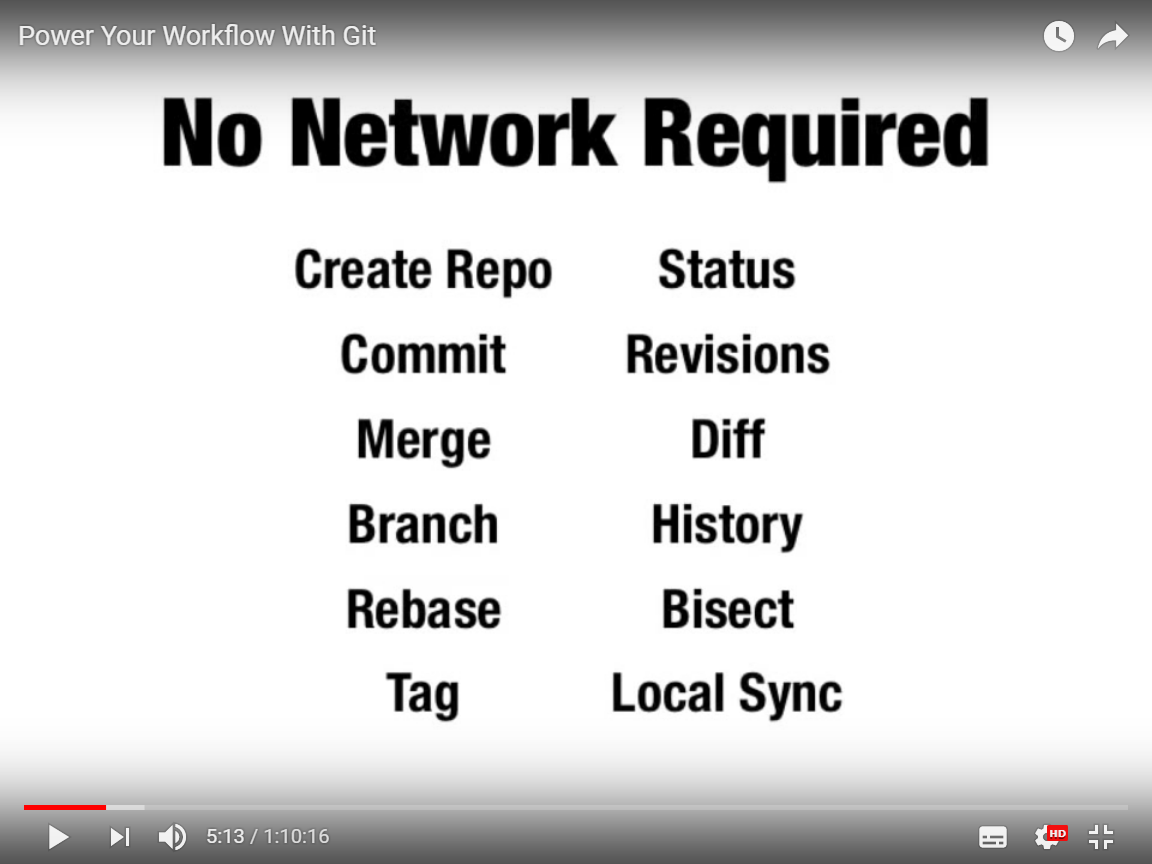 Power Your Workflow With Git
No Network Required
Create Repo Status
Commit Revisions
Merge Diff
Branch History
Rebase Bisect
Tag Local Sync
5:13 / 1:10:16
HD